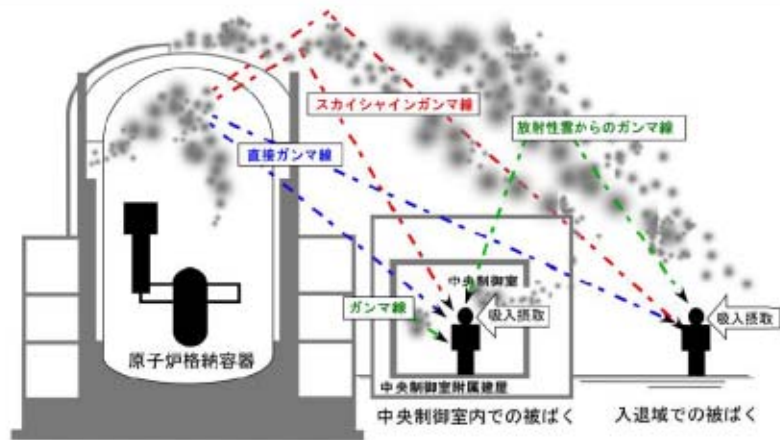 スカイシャインガンマ線
放射性雲からのガンマ線
直接ガンマ線
中央制御室
ガンマ線
吸入摂取
吸入摂取
原子炉格納容器
中央制御室附属建屋
中央制御室内での被ばく
入退域での被ばく